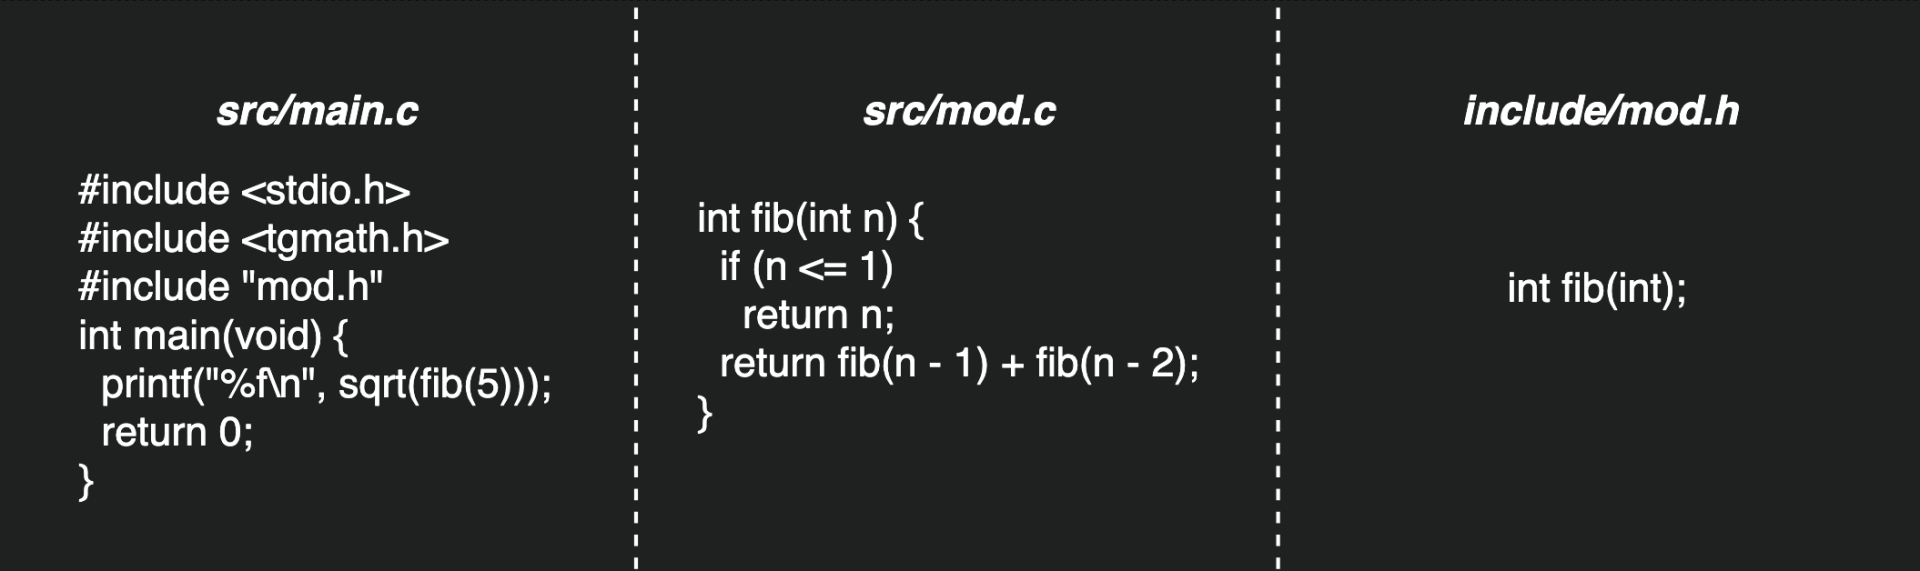 src/main.c
#include <stdio.h>
#include <tgmath.h>
#include "mod.h"
int main(void) {
  printf("%f\n", sqrt(fib(5)));
  return 0;
}
src/mod.c
int fib(int n) {
  if (n <= 1)
    return n;
  return fib(n - 1) + fib(n - 2);
}
include/mod.h
int fib(int);